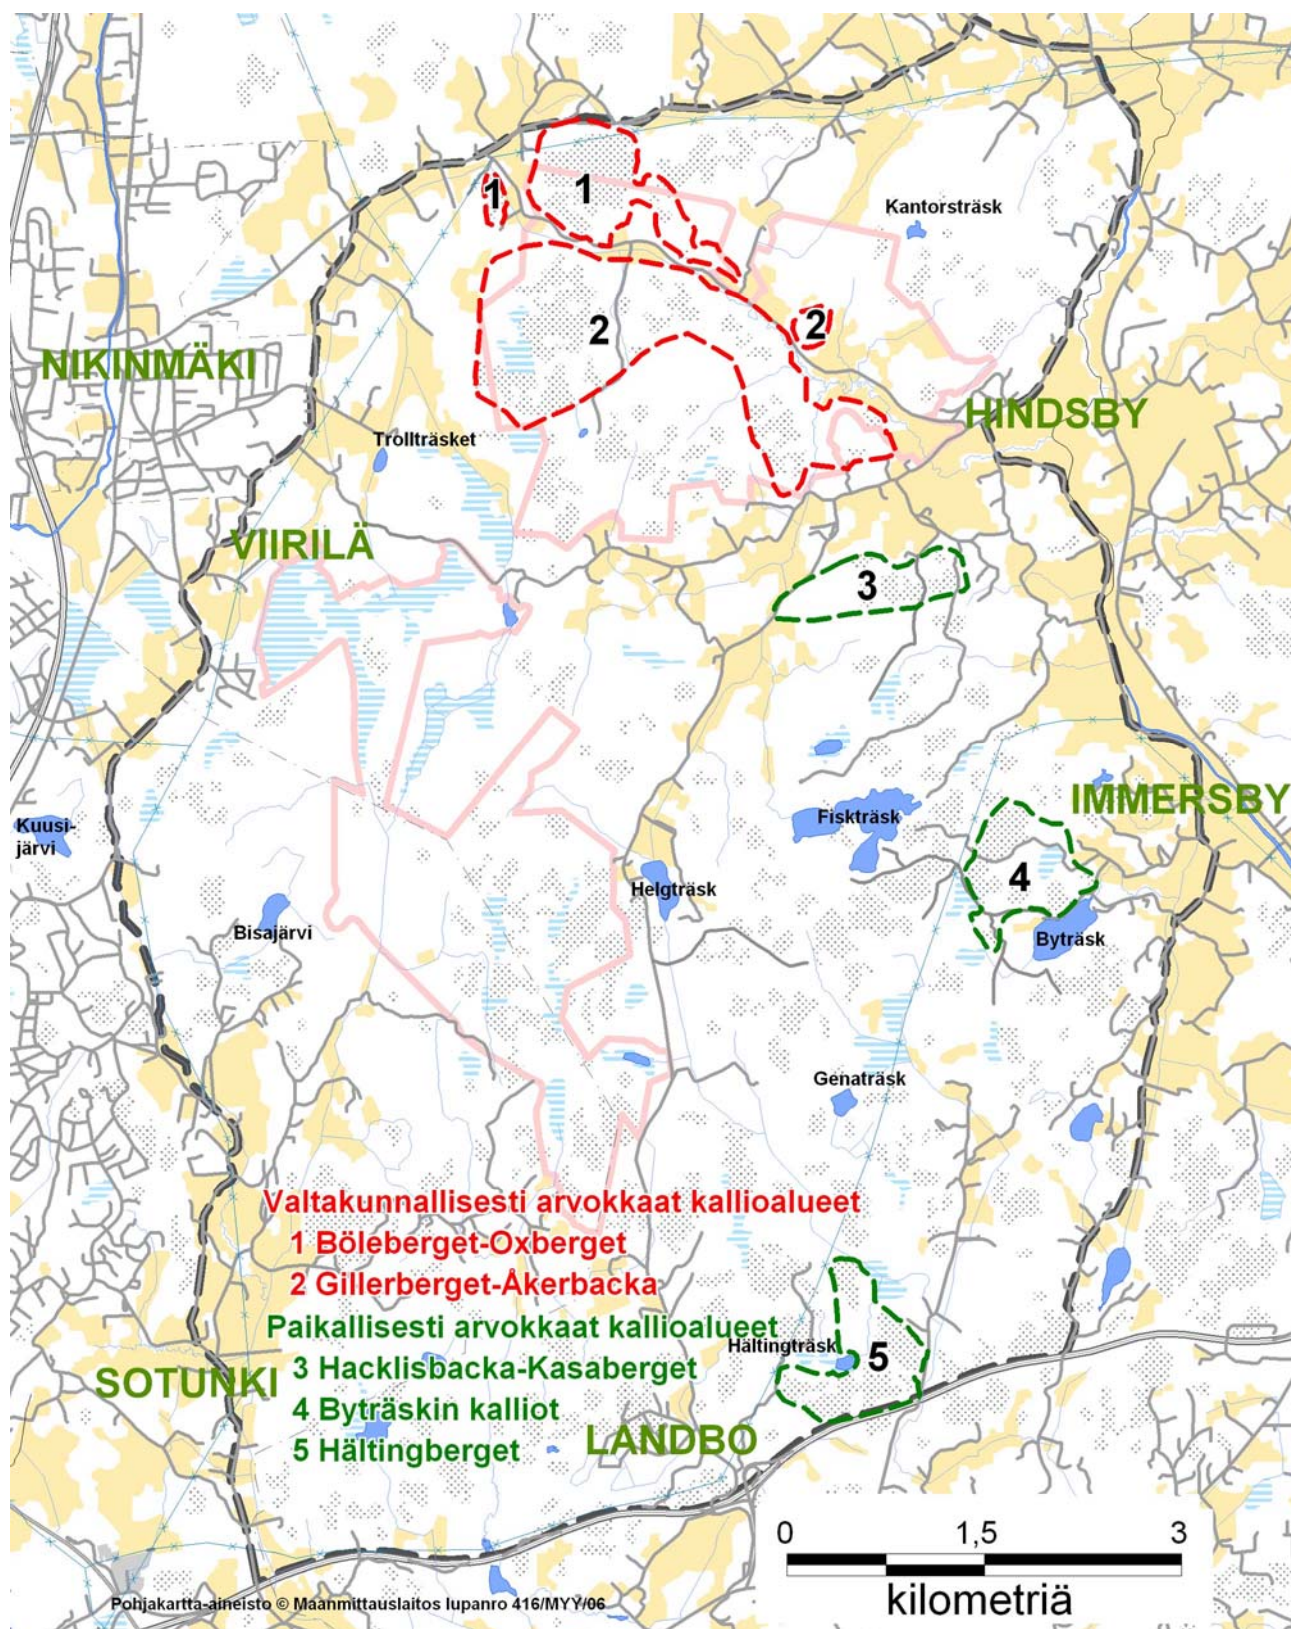 1
1
Kantorsträsk
2
2
NIKINMÄKI
HINDSBY
Trollträsket
VIIRILÄ
3
IMMERSBY
Kuusi-
järvi
Fiskträsk
4
Helgträsk
Bisajärvi
Byträsk
Genaträsk
Valtakunnallisesti arvokkaat kallioalueet
1 Böleberget-Oxberget
2 Gillerberget-Åkerbacka
Paikallisesti arvokkaat kallioalueet
3 Hacklisbacka-Kasaberget
4 Byträskin kalliot
5 Hältingberget
Hältingträsk
5
SOTUNKI
LANDBO
0 1,5 3
kilometriä
Pohjakartta-aineisto © Maanmittauslaitos lupanro 416/MYY/06